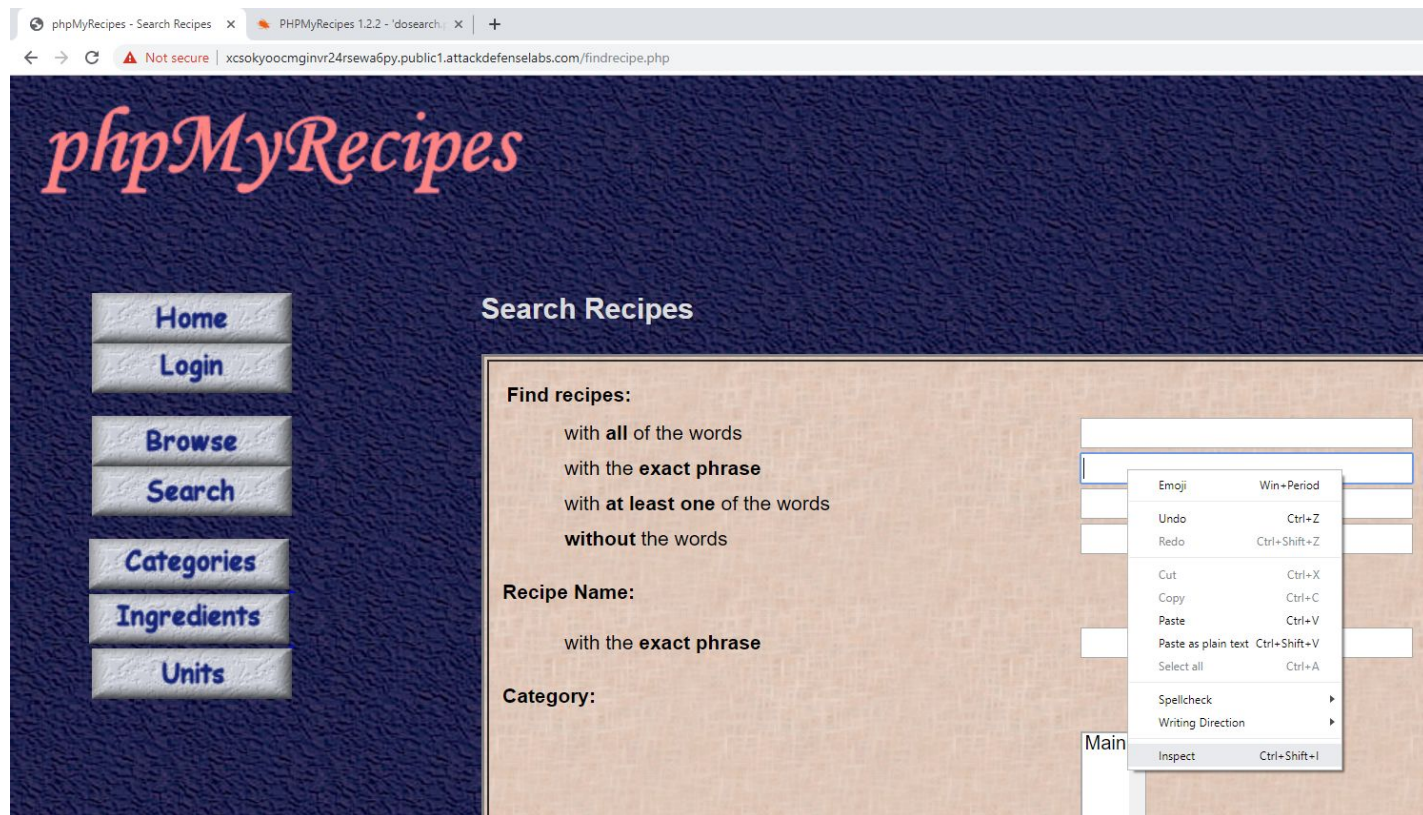 phpMyRecipes - Search Recipes PHPMyRecipes 1.2.2 - 'dosearch.
Not secure xcsokyoocmginvr24rsewa6py.public1.attackdefenselabs.com/findrecipe.php
phpMyRecipes
Home
Login
Browse
Search
Categories
Ingredients
Units
Search Recipes
Find recipes:
with all of the words
with the exact phrase
with at least one of the words
without the words
Recipe Name:
with the exact phrase
Category:
Main
Emoji Win+Period
Undo Ctrl+Z
Redo Ctrl+Shift+Z
Cut Ctrl+X
Copy Ctrl+C
Paste Ctrl+V
Paste as plain text Ctrl+Shift+V
Select all Ctrl+A
Spellcheck
Writing Direction
Inspect Ctrl+Shift+I